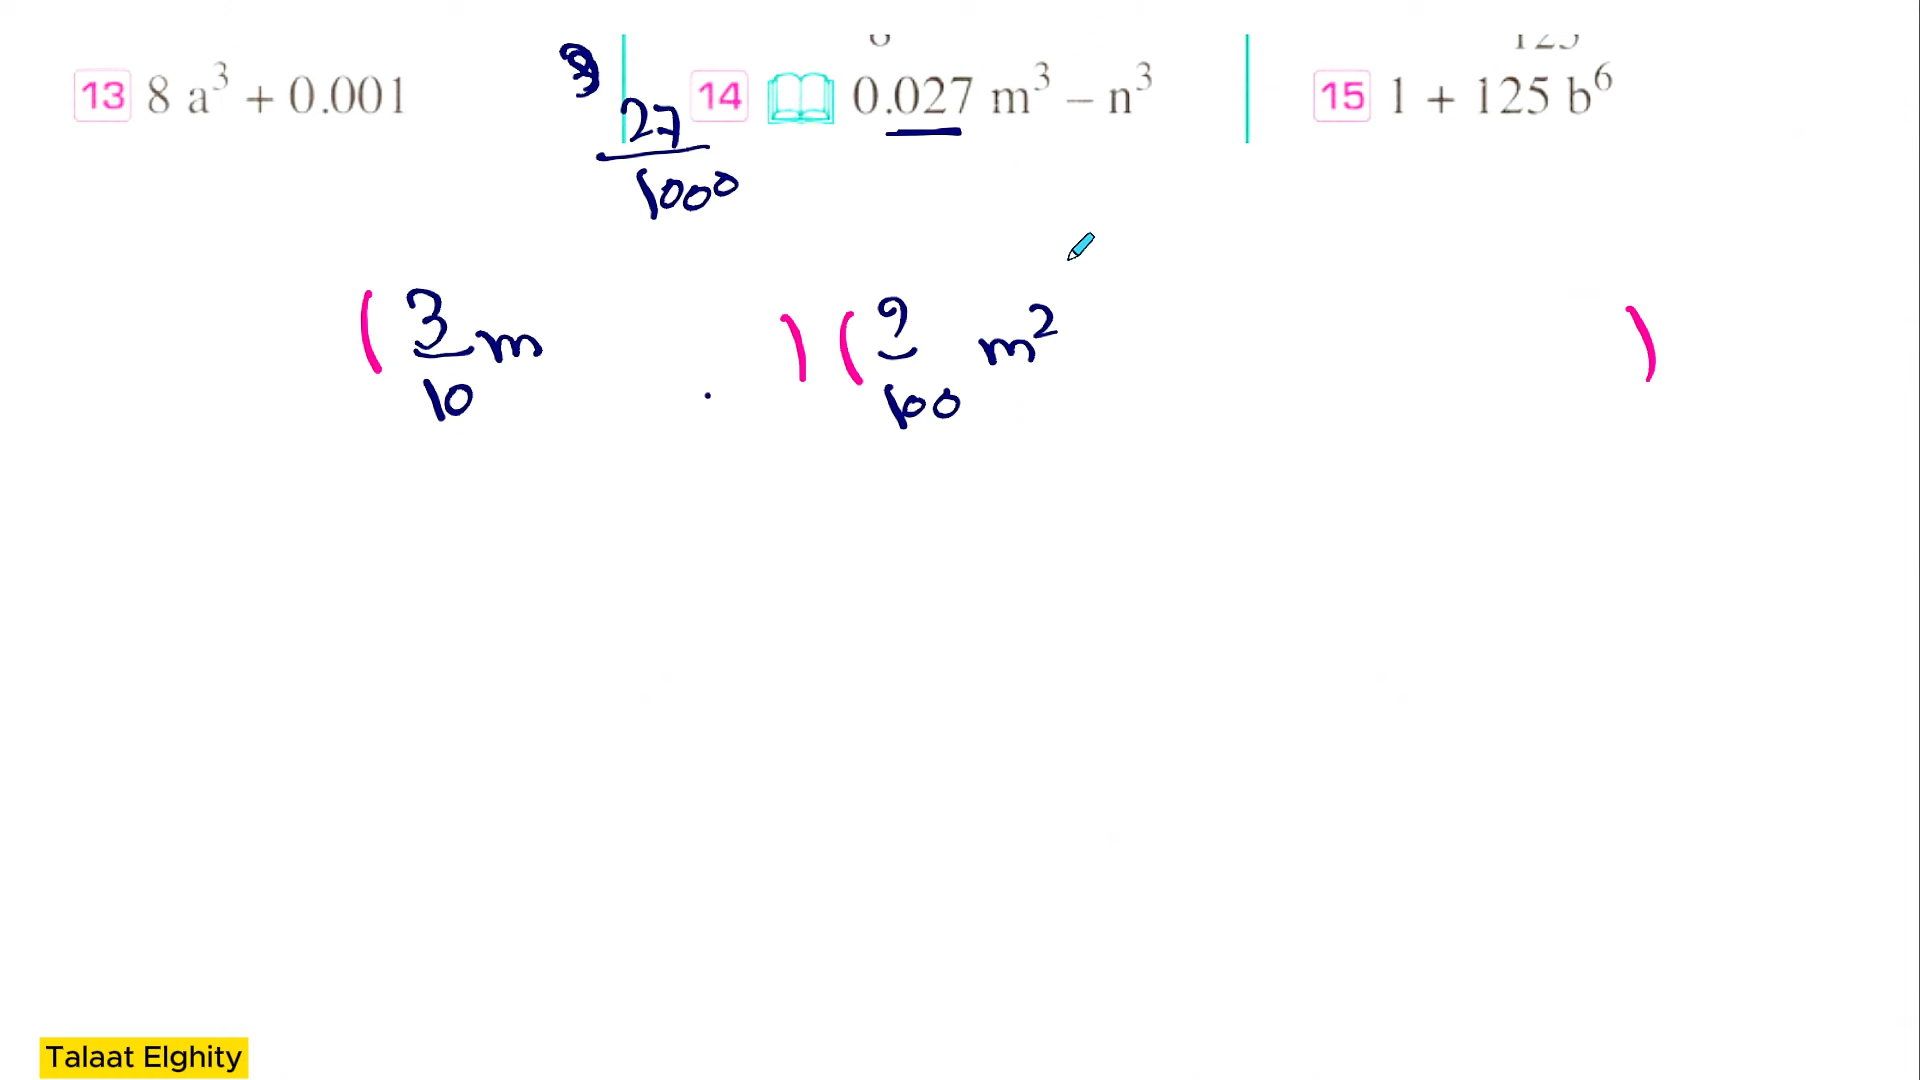 13 8 a³ + 0.001
14 0.027 m³ – n³
15 1 + 125 b⁶
27
1000
( 3/10 m ) ( 9/100 m² )
Talaat Elghity